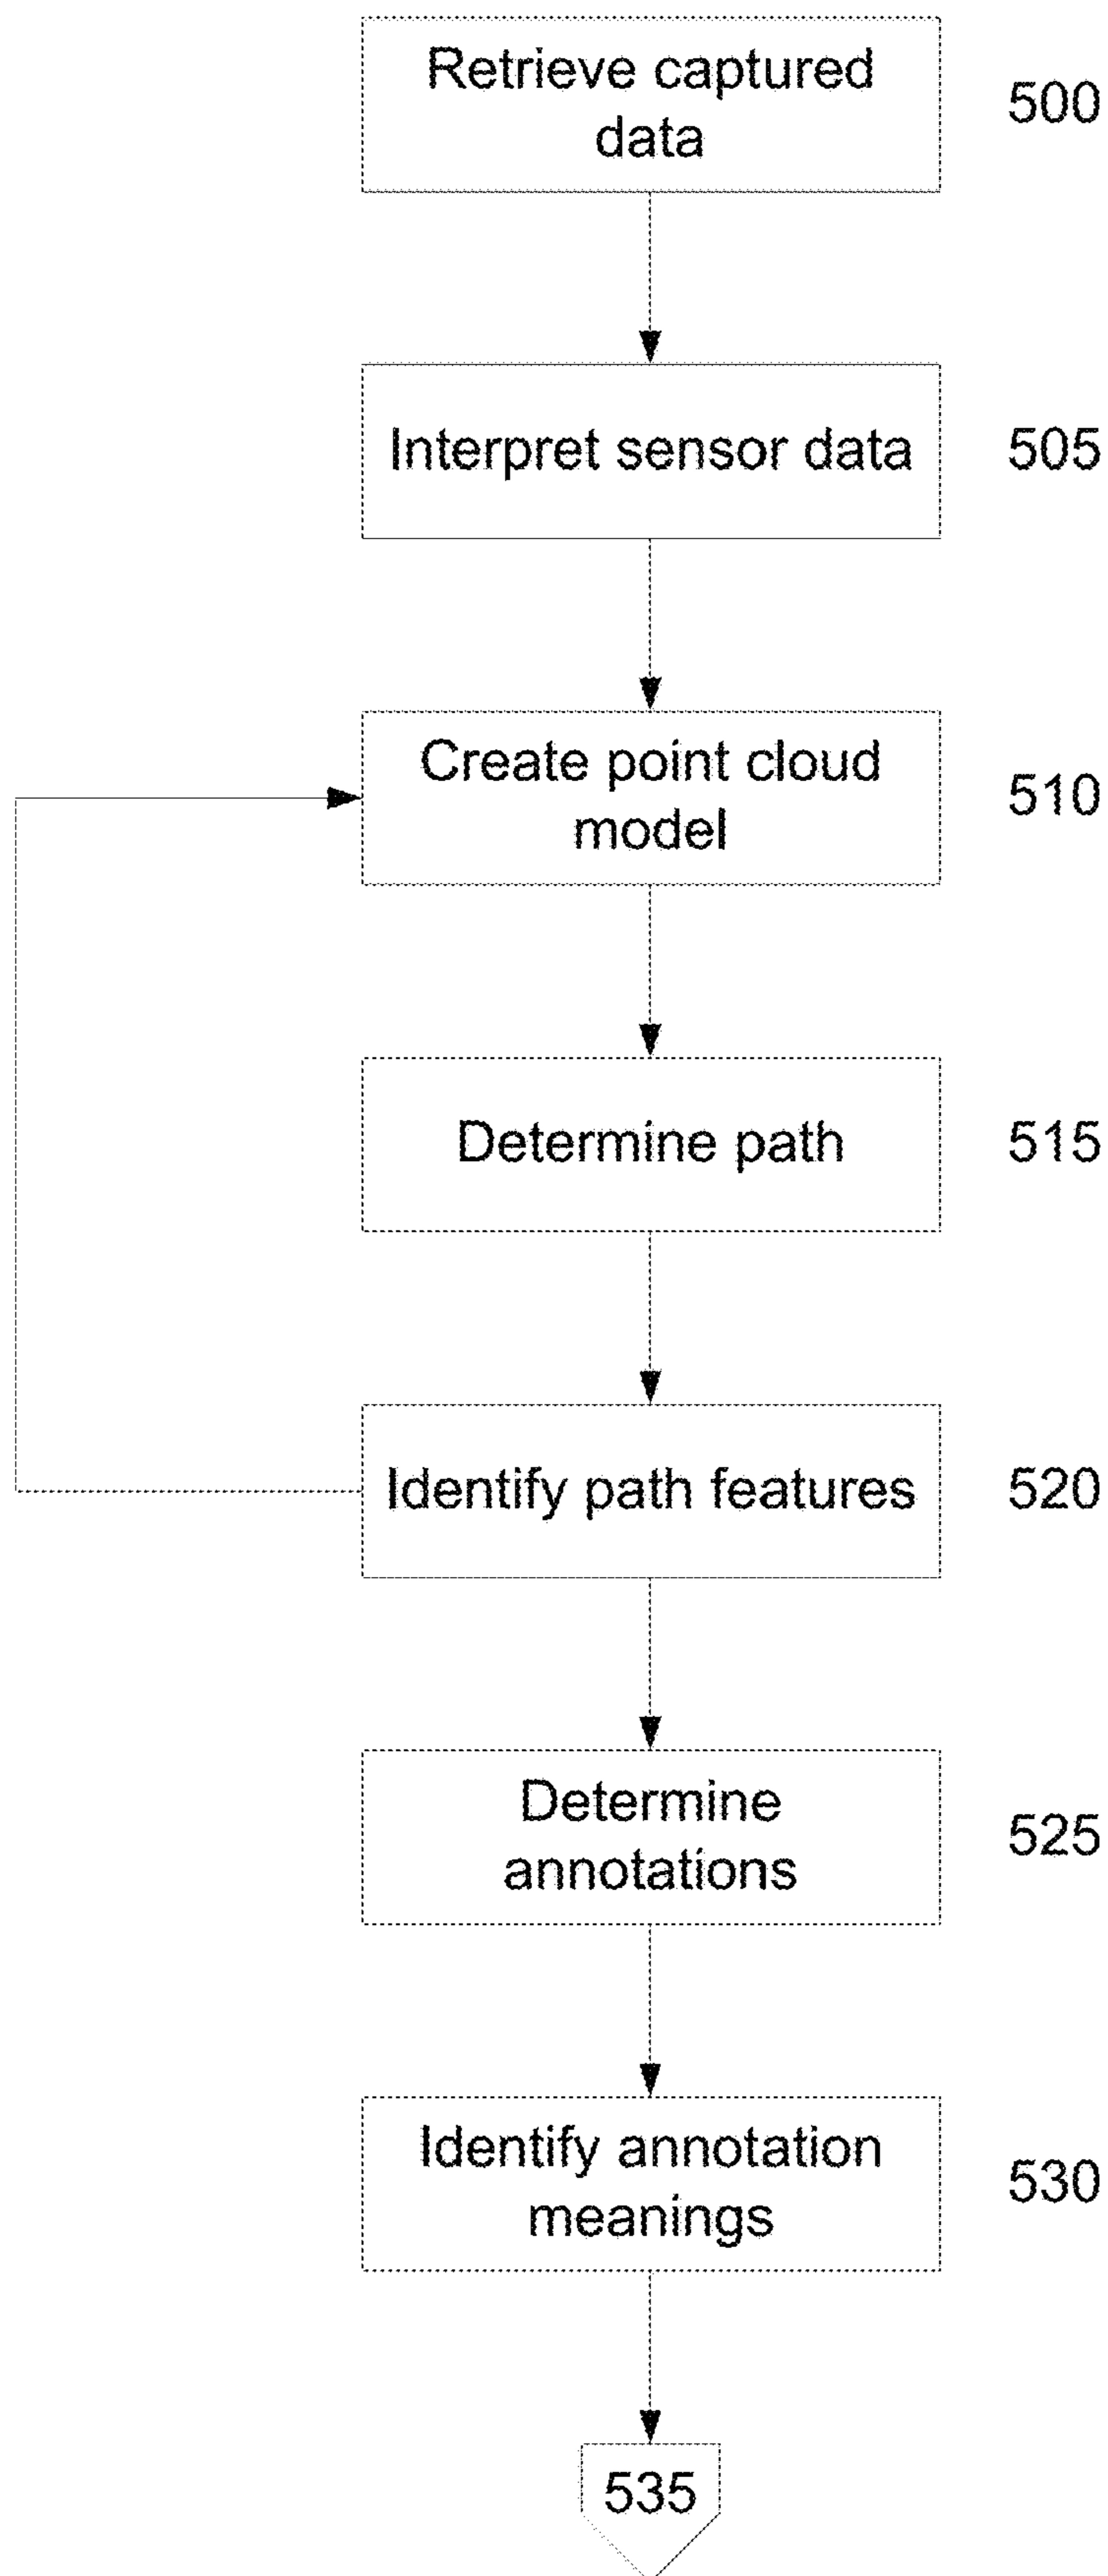 Retrieve captured
data
500
Interpret sensor data
505
Create point cloud
model
510
Determine path
515
Identify path features
520
Determine
annotations
525
Identify annotation
meanings
530
535